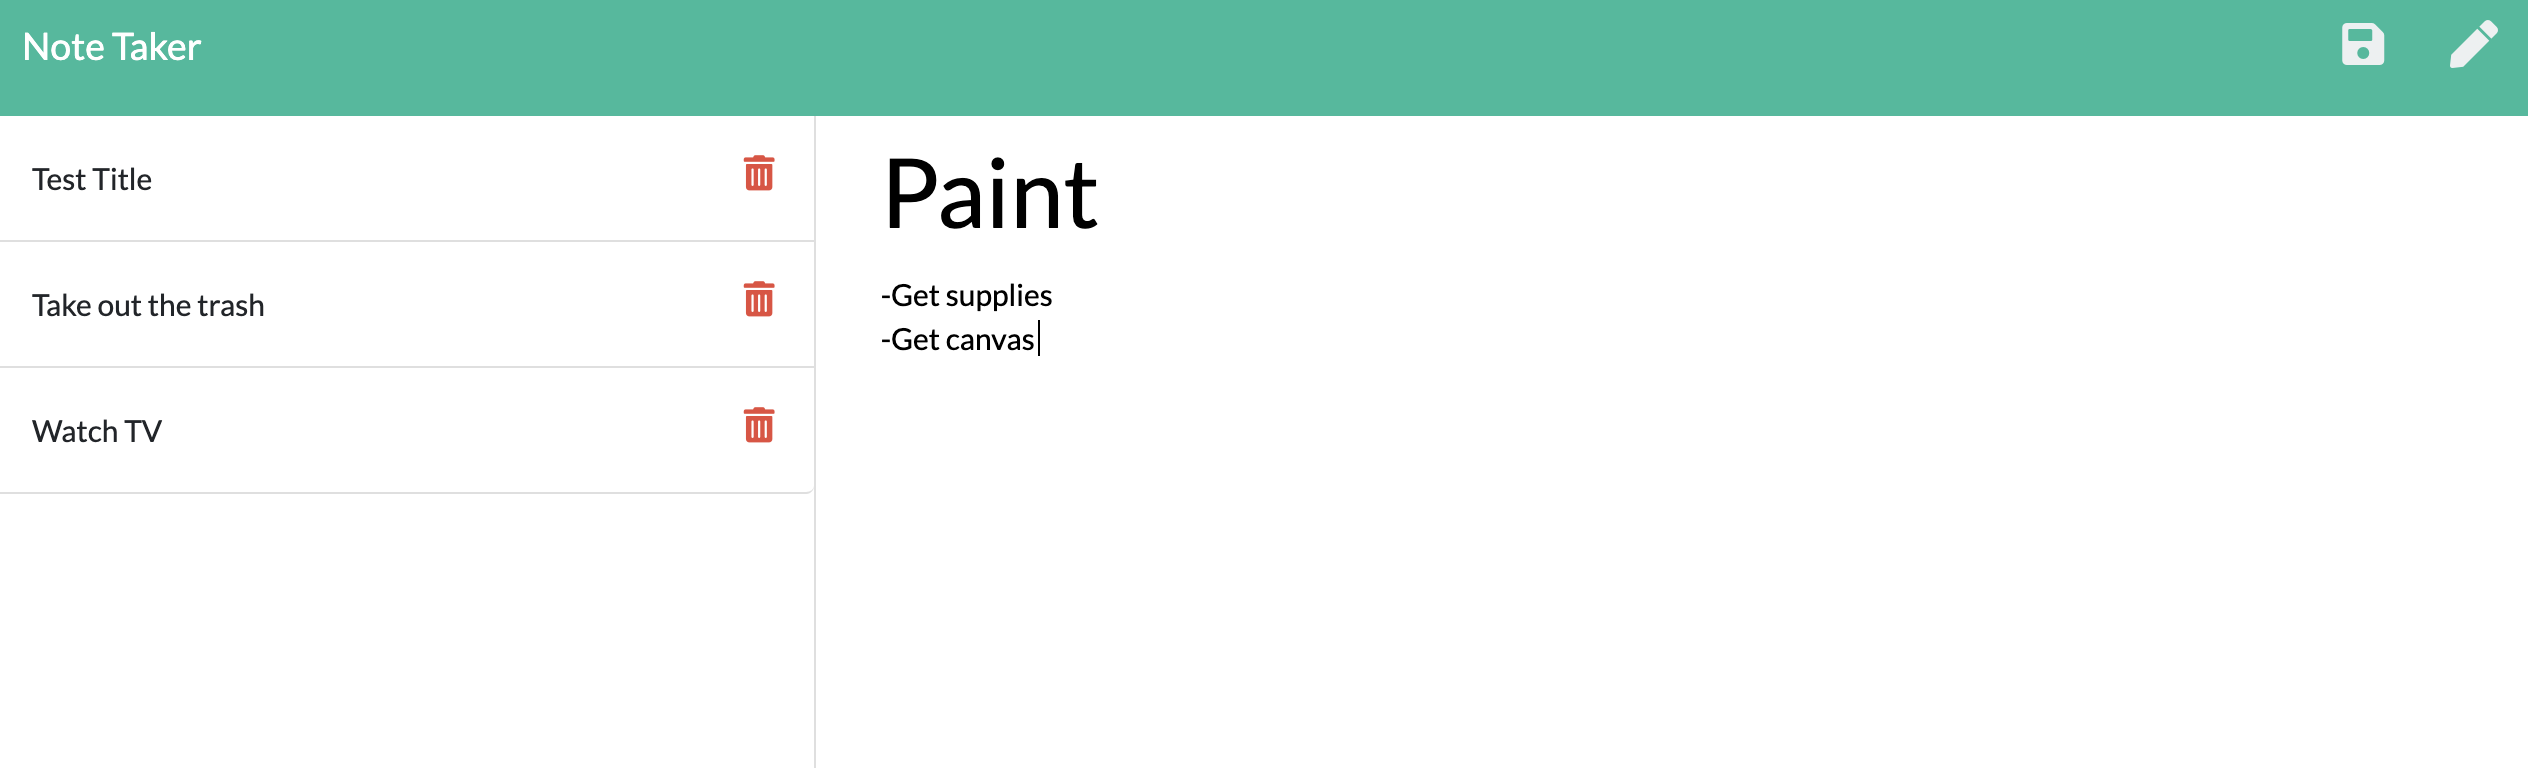 Note Taker
Test Title
Take out the trash
Watch TV
Paint
-Get supplies
-Get canvas